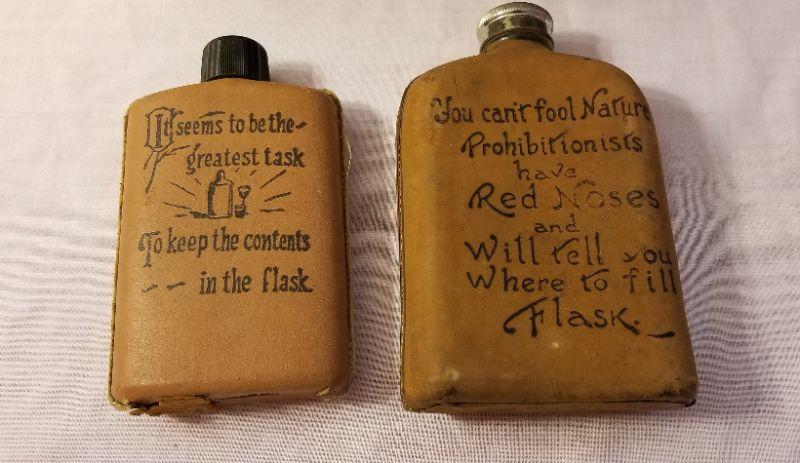 It seems to be the-
greatest task
To keep the contents
-- in the flask.
You can't fool Nature
Prohibitionists
have
Red Noses
and
Will tell you
Where to fill
Flask.